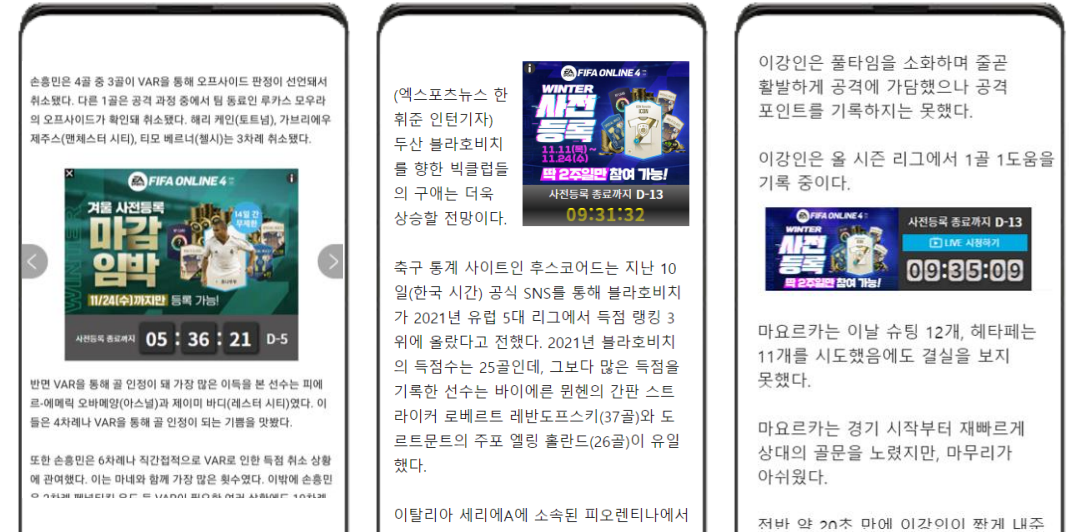 손흥민은 4골 중 3골이 VAR을 통해 오프사이드 판정이 선언돼서
취소됐다. 다른 1골은 공격 과정 중에서 팀 동료인 루카스 모우라
의 오프사이드가 확인돼 취소됐다. 해리 케인(토트넘), 가브리에우
제주스(맨체스터 시티), 티모 베르너(첼시)는 3차례 취소됐다.
EA FIFA ONLINE 4
겨울 사전등록
14일 간
무제한
마감
임박
11/24(수)까지만 등록 가능!
WINTER
사전등록 종료까지 05 : 36 : 21 D-5
반면 VAR을 통해 골 인정이 돼 가장 많은 이득을 본 선수는 피에
르-에메릭 오바메양(아스널)과 제이미 바디(레스터 시티)였다. 이
들은 4차례나 VAR을 통해 골 인정이 되는 기쁨을 맛봤다.
또한 손흥민은 6차례나 직간접적으로 VAR로 인한 득점 취소 상황
에 관여했다. 이는 마네와 함께 가장 많은 횟수였다. 이밖에 손흥민
(엑스포츠뉴스 한
휘준 인턴기자)
두산 블라호비치
를 향한 빅클럽들
의 구애는 더욱
상승할 전망이다.
EA FIFA ONLINE 4
WINTER
사전
등록
11.11(목) ~
11.24(수)
딱 2주일만 참여 가능!
사전등록 종료까지 D-13
09:31:32
축구 통계 사이트인 후스코어드는 지난 10
일(한국 시간) 공식 SNS를 통해 블라호비치
가 2021년 유럽 5대 리그에서 득점 랭킹 3
위에 올랐다고 전했다. 2021년 블라호비치
의 득점수는 25골인데, 그보다 많은 득점을
기록한 선수는 바이에른 뮌헨의 간판 스트
라이커 로베르트 레반도프스키(37골)와 도
르트문트의 주포 엘링 홀란드(26골)이 유일
했다.
이탈리아 세리에A에 소속된 피오렌티나에서
이강인은 풀타임을 소화하며 줄곧
활발하게 공격에 가담했으나 공격
포인트를 기록하지는 못했다.
이강인은 올 시즌 리그에서 1골 1도움을
기록 중이다.
EA FIFA ONLINE 4
WINTER
사전
등록
딱 2주일만 참여 가능!
사전등록 종료까지 D-13
LIVE 시청하기
09:35:09
마요르카는 이날 슈팅 12개, 헤타페는
11개를 시도했음에도 결실을 보지
못했다.
마요르카는 경기 시작부터 재빠르게
상대의 골문을 노렸지만, 마무리가
아쉬웠다.
전반 약 20초 만에 이강인이 짧게 내준